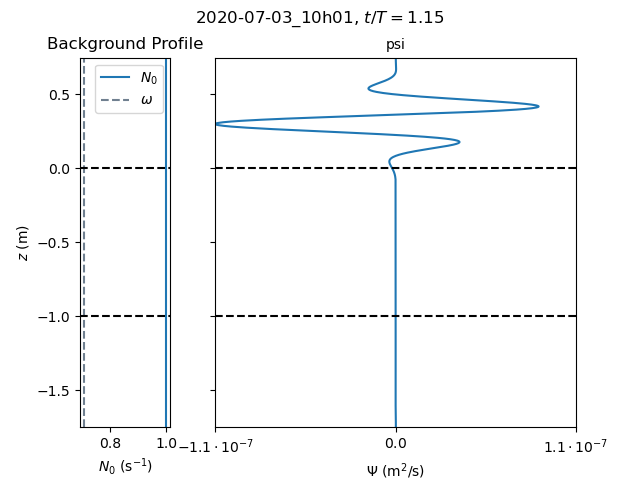 2020-07-03_10h01, t/T = 1.15
Background Profile
psi
N₀
ω
0.5
0.0
−0.5
−1.0
−1.5
z (m)
0.8
1.0
N₀ (s⁻¹)
−1.1 · 10⁻⁷
0.0
1.1 · 10⁻⁷
Ψ (m²/s)